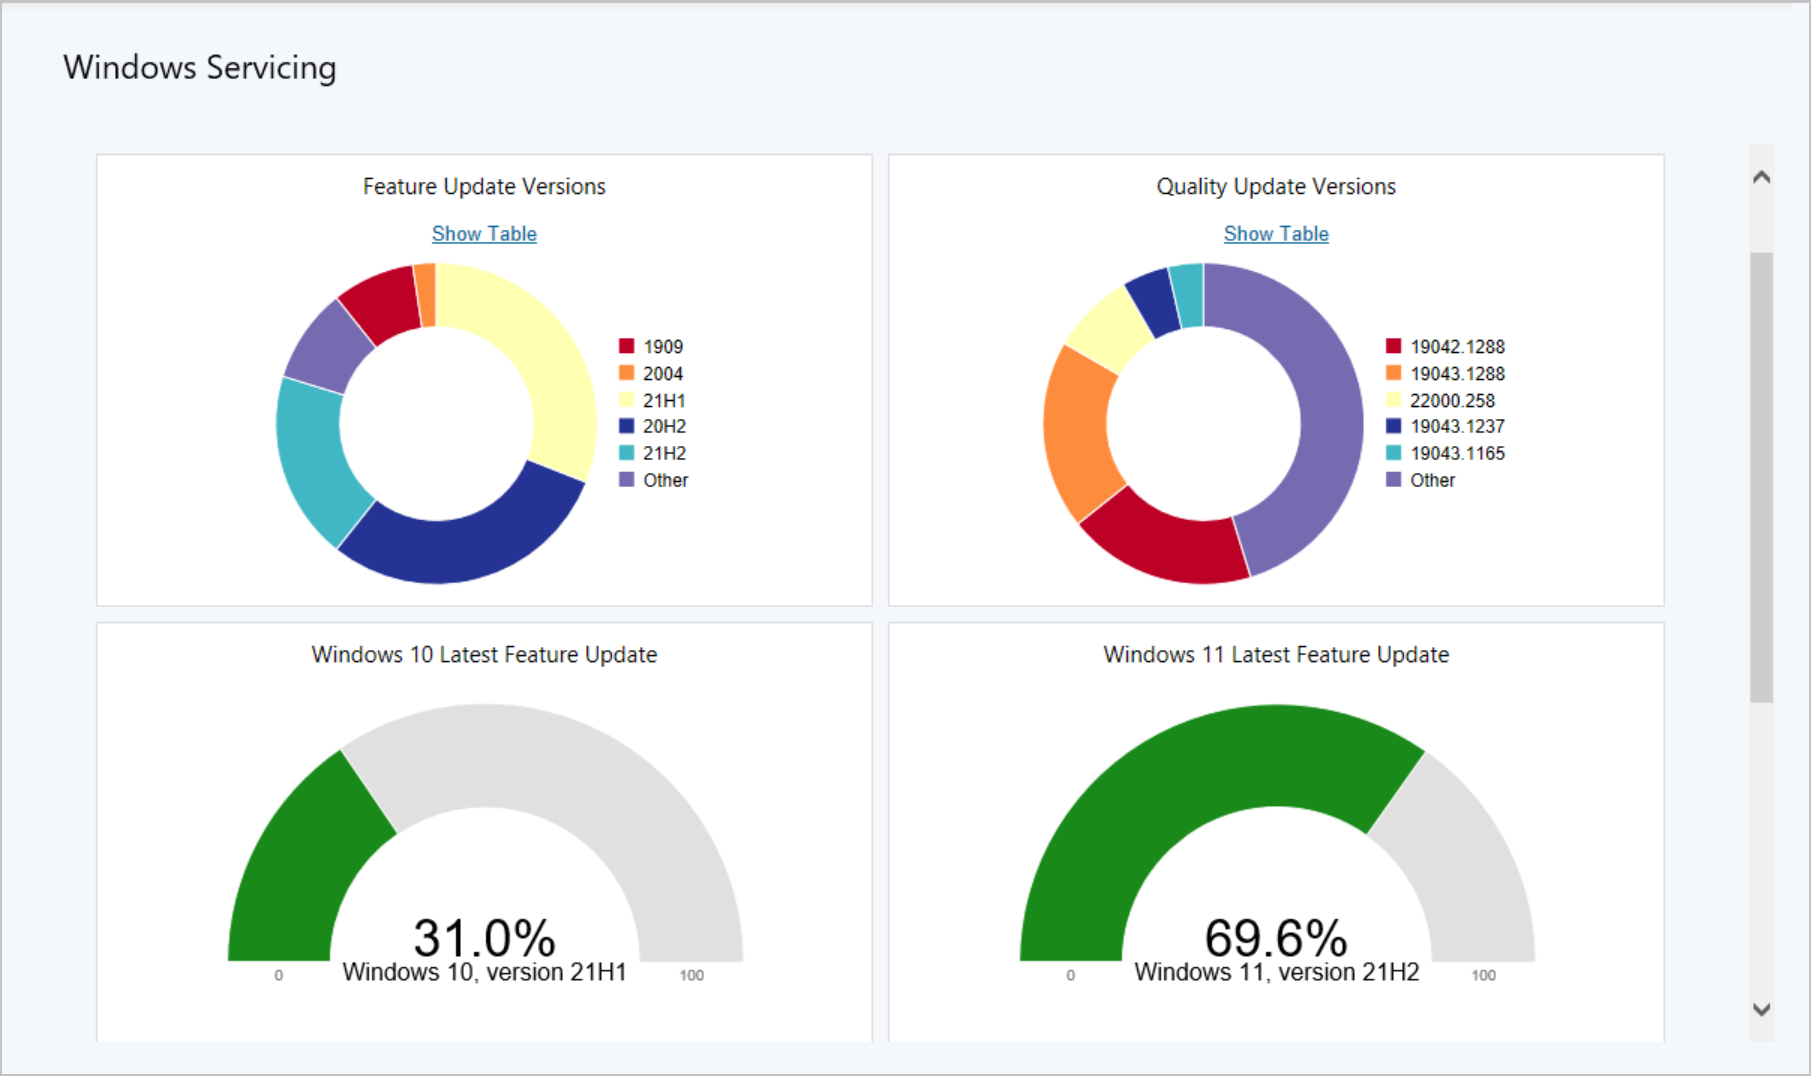 Windows Servicing
Feature Update Versions
Show Table
1909
2004
21H1
20H2
21H2
Other
Quality Update Versions
Show Table
19042.1288
19043.1288
22000.258
19043.1237
19043.1165
Other
Windows 10 Latest Feature Update
31.0%
0
Windows 10, version 21H1
100
Windows 11 Latest Feature Update
69.6%
0
Windows 11, version 21H2
100